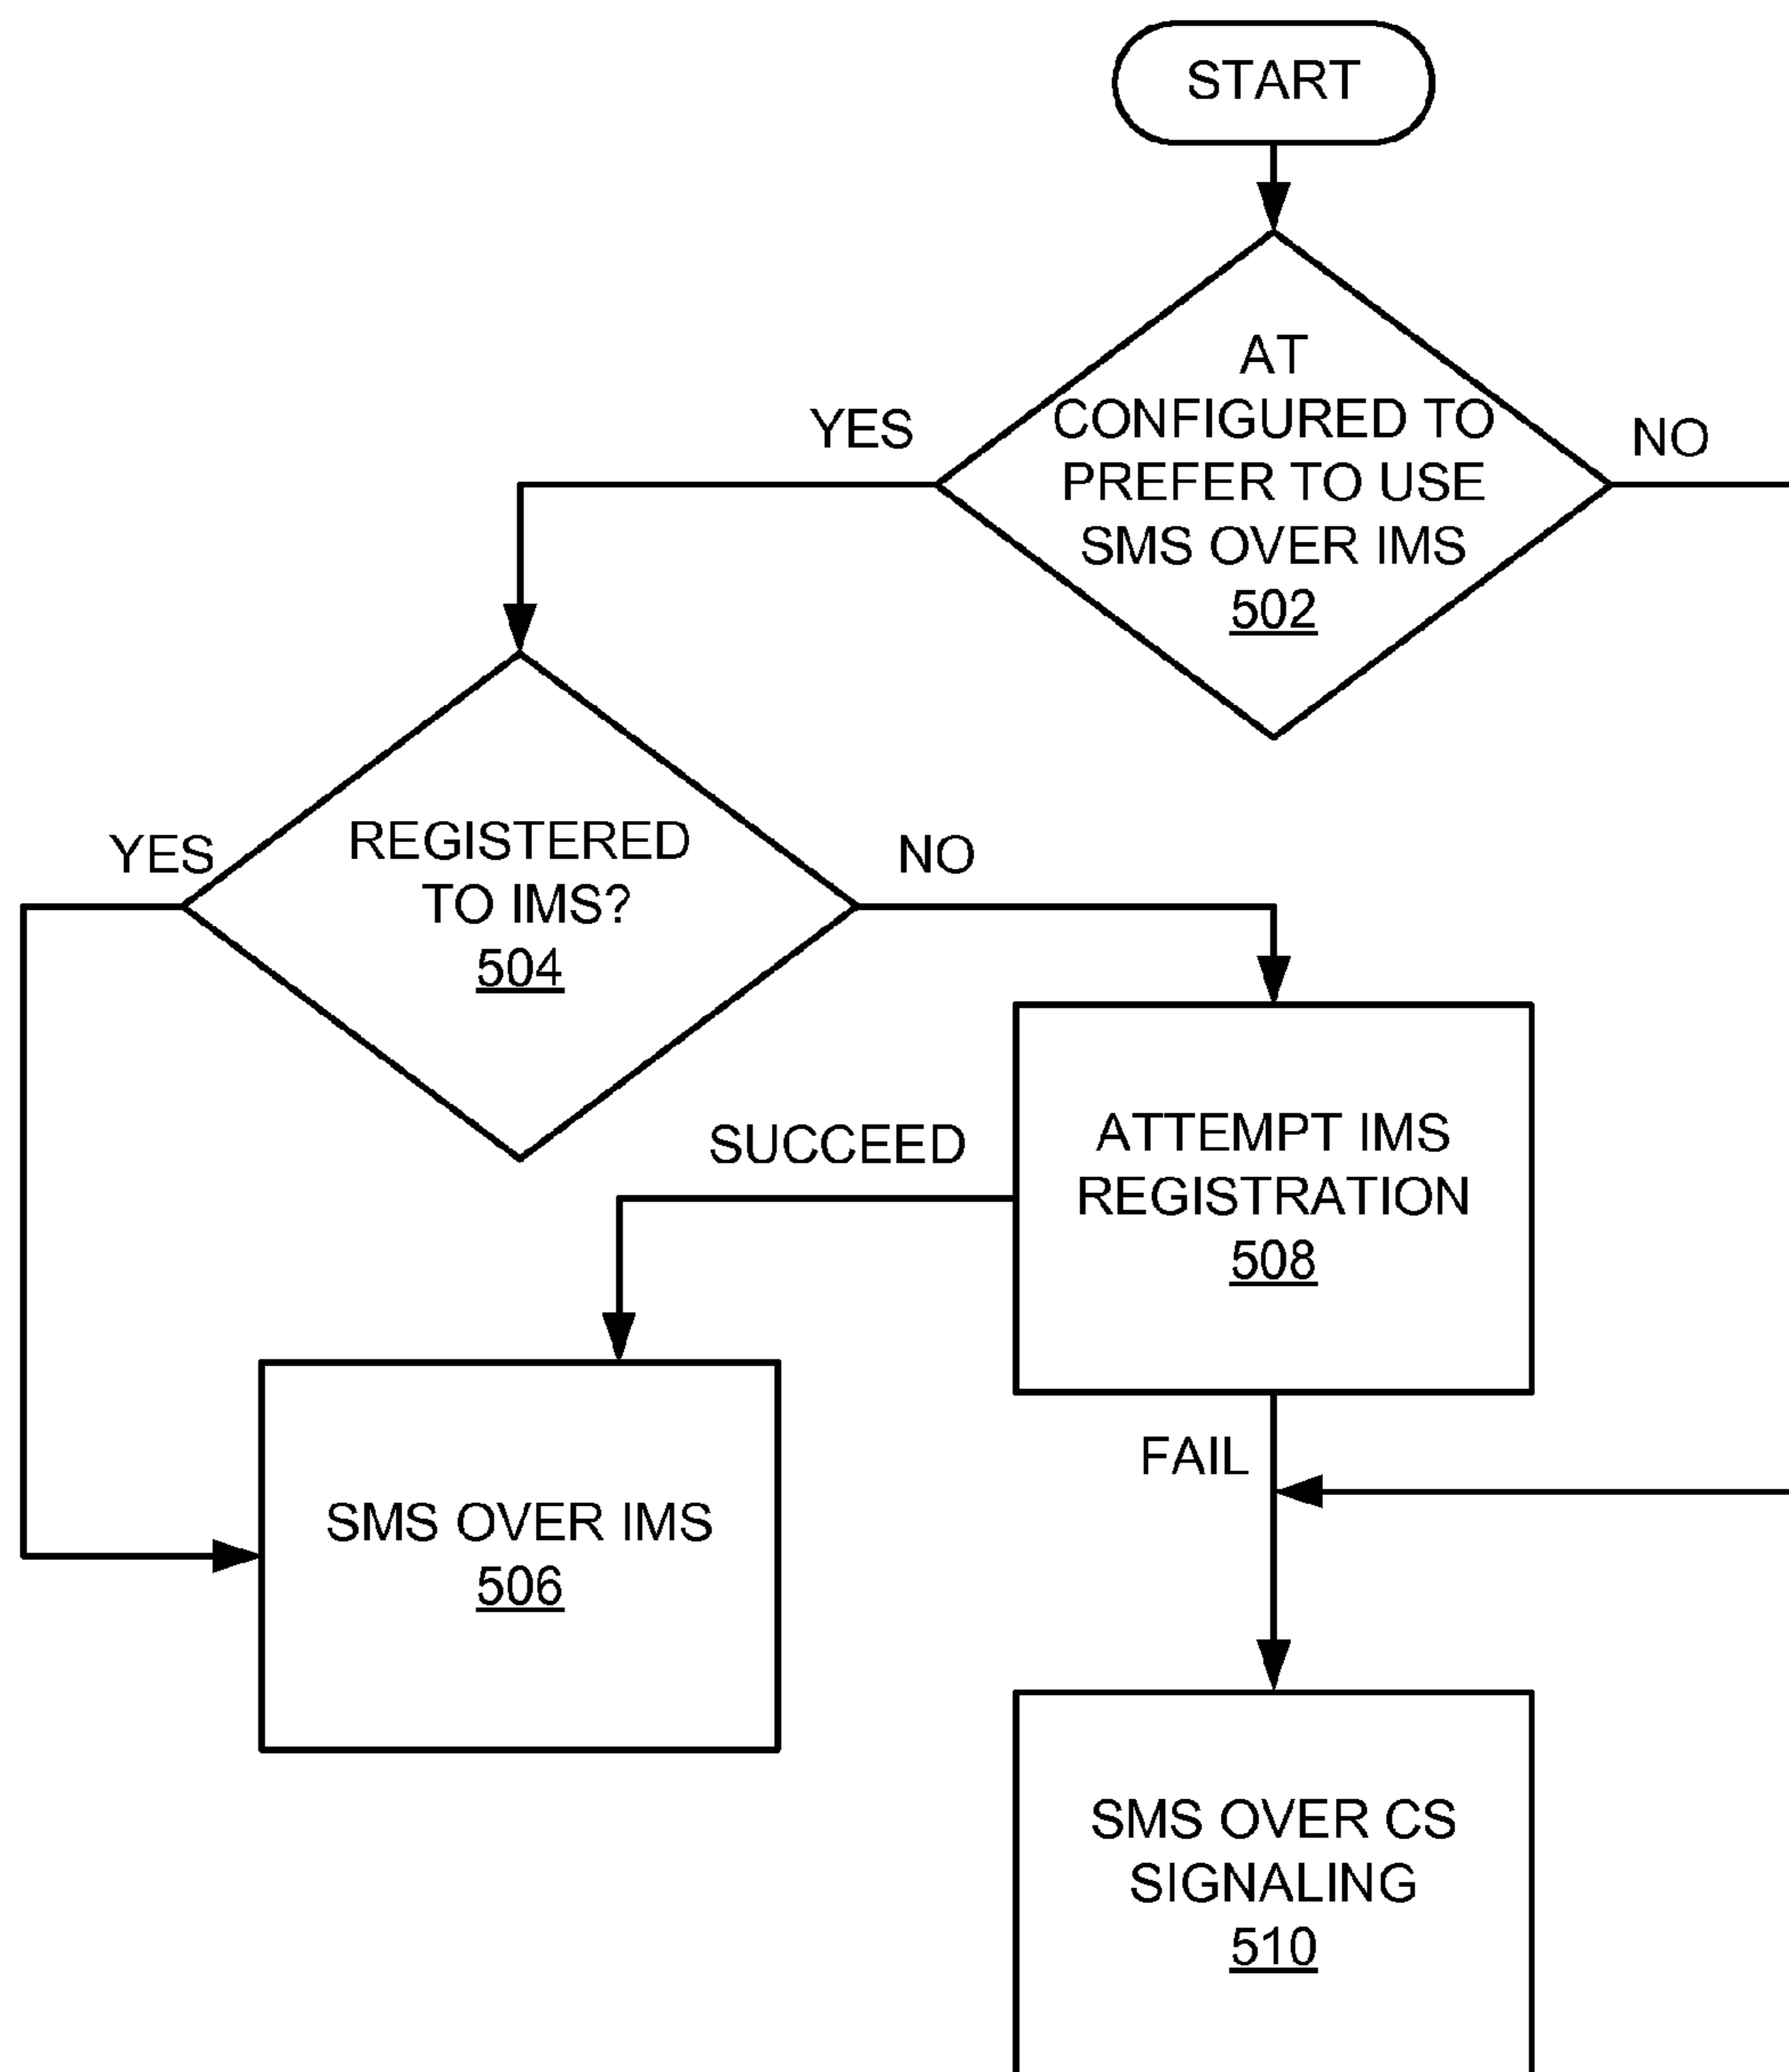 START
AT
CONFIGURED TO
PREFER TO USE
SMS OVER IMS
502
YES
NO
REGISTERED
TO IMS?
504
YES
NO
ATTEMPT IMS
REGISTRATION
508
SUCCEED
FAIL
SMS OVER IMS
506
SMS OVER CS
SIGNALING
510